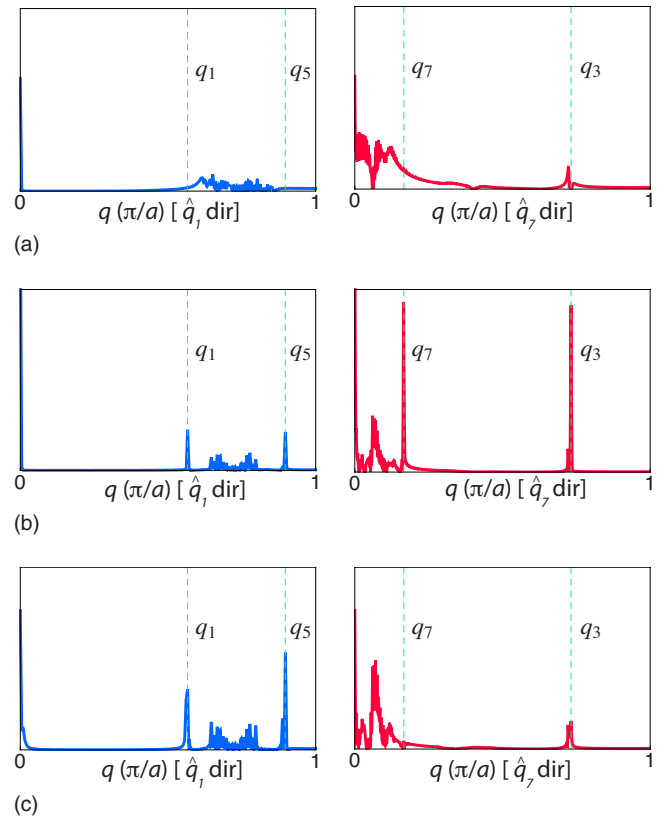 q₁ q₅ q₇ q₃
0 1 0 1
q (π/a) [ q̂₁ dir] q (π/a) [ q̂₇ dir]
(a)
q₁ q₅ q₇ q₃
0 1 0 1
q (π/a) [ q̂₁ dir] q (π/a) [ q̂₇ dir]
(b)
q₁ q₅ q₇ q₃
0 1 0 1
q (π/a) [ q̂₁ dir] q (π/a) [ q̂₇ dir]
(c)